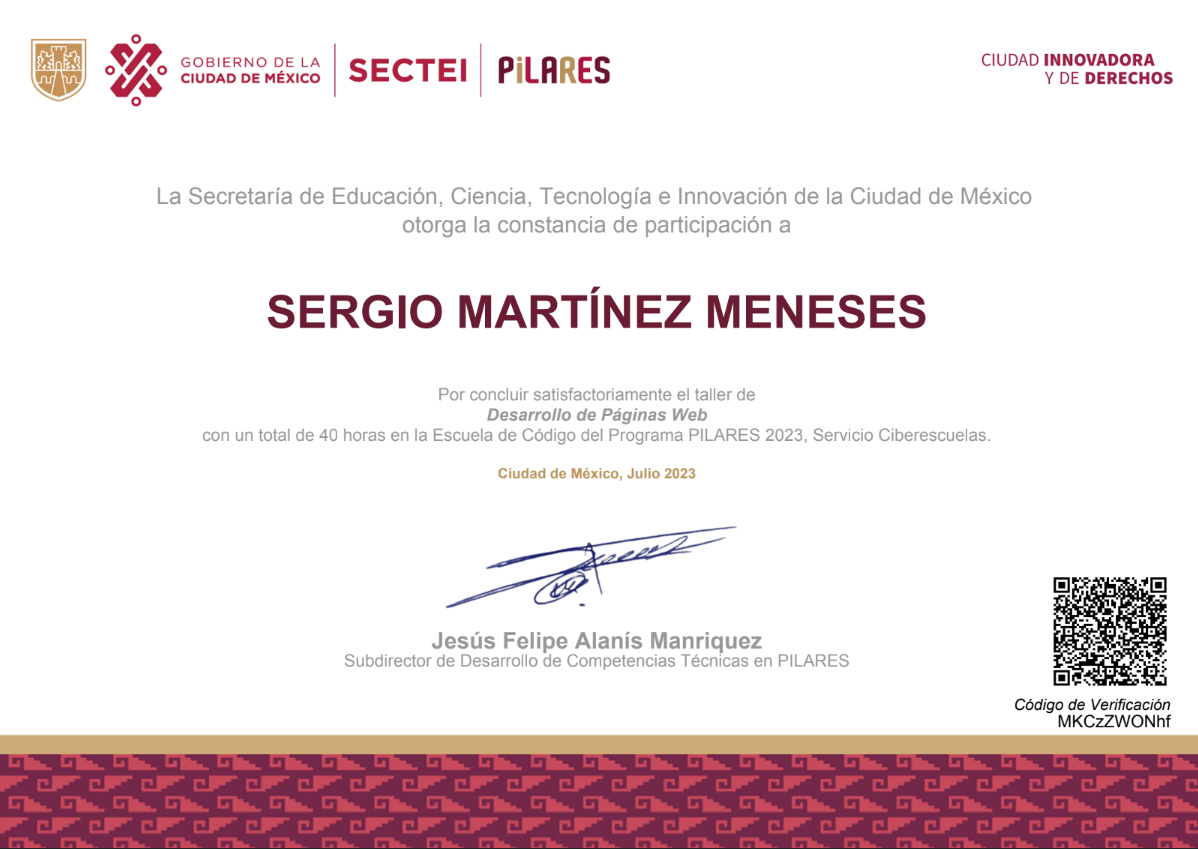 GOBIERNO DE LA
CIUDAD DE MÉXICO
SECTEI
PiLARES
CIUDAD INNOVADORA
Y DE DERECHOS
La Secretaría de Educación, Ciencia, Tecnología e Innovación de la Ciudad de México
otorga la constancia de participación a
SERGIO MARTÍNEZ MENESES
Por concluir satisfactoriamente el taller de
Desarrollo de Páginas Web
con un total de 40 horas en la Escuela de Código del Programa PILARES 2023, Servicio Ciberescuelas.
Ciudad de México, Julio 2023
Jesús Felipe Alanís Manriquez
Subdirector de Desarrollo de Competencias Técnicas en PILARES
Código de Verificación
MKCzZWONhf